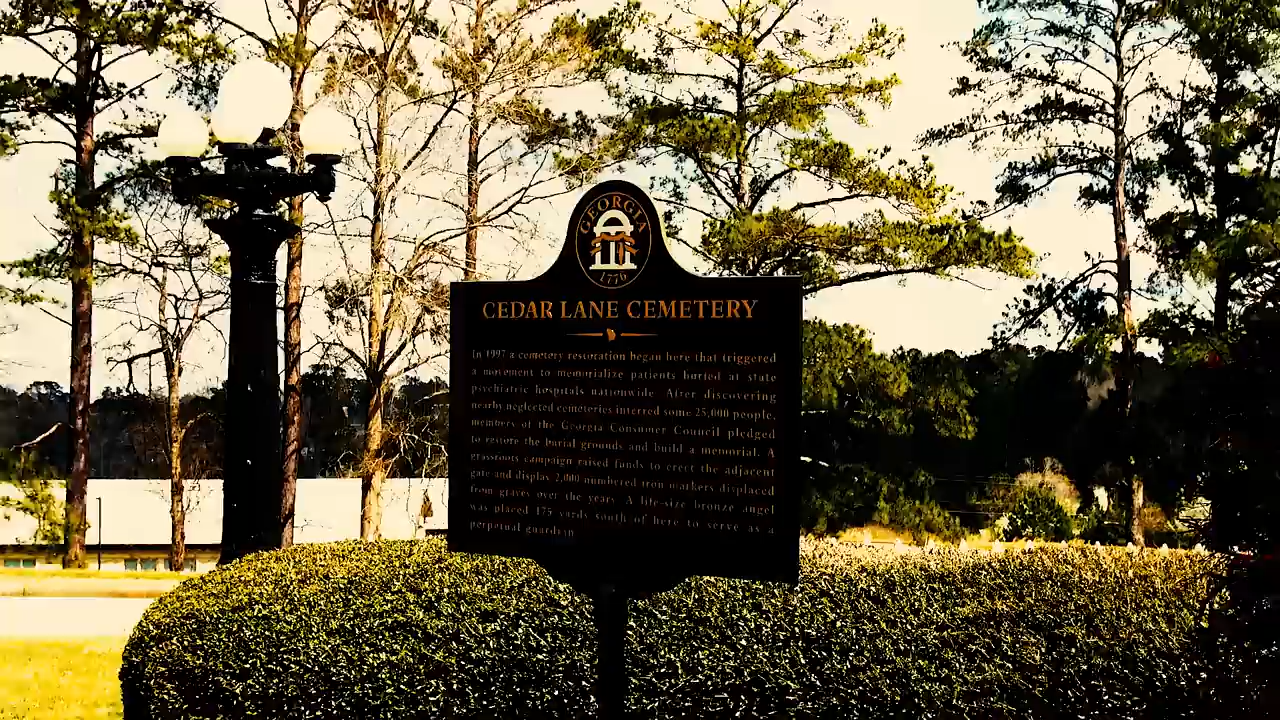 GEORGIA
1776
CEDAR LANE CEMETERY
In 1997 a cemetery restoration began here that triggered
a movement to memorialize patients buried at state
psychiatric hospitals nationwide. After discovering
nearby neglected cemeteries interred some 25,000 people,
members of the Georgia Consumer Council pledged
to restore the burial grounds and build a memorial. A
grassroots campaign raised funds to erect the adjacent
gate and display 2,000 numbered iron markers displaced
from graves over the years. A life-size bronze angel
was placed 175 yards south of here to serve as a
perpetual guardian.